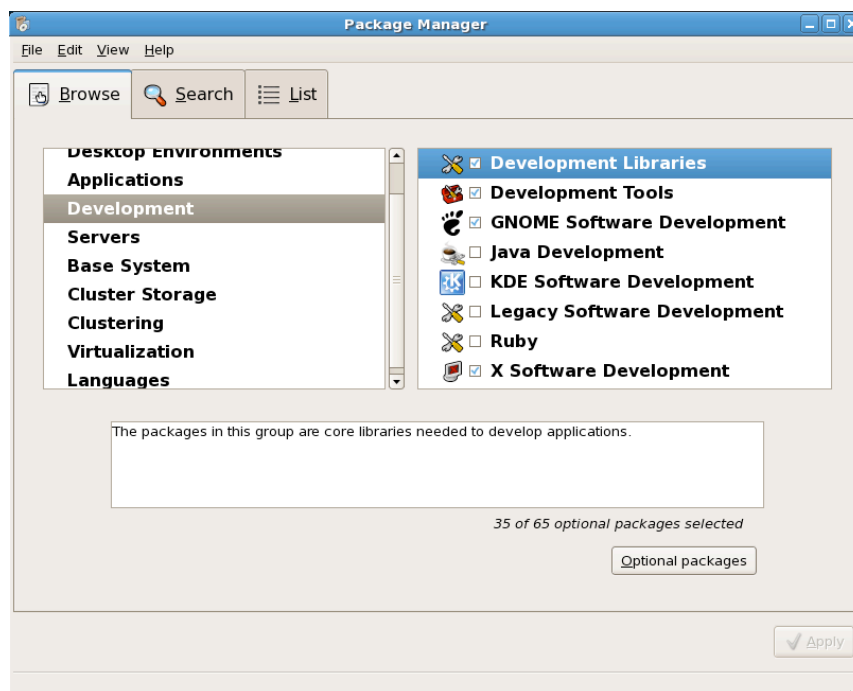 Package Manager
File Edit View Help
Browse Search List
Desktop Environments
Applications
Development
Servers
Base System
Cluster Storage
Clustering
Virtualization
Languages
Development Libraries
Development Tools
GNOME Software Development
Java Development
KDE Software Development
Legacy Software Development
Ruby
X Software Development
The packages in this group are core libraries needed to develop applications.
35 of 65 optional packages selected
Optional packages
Apply